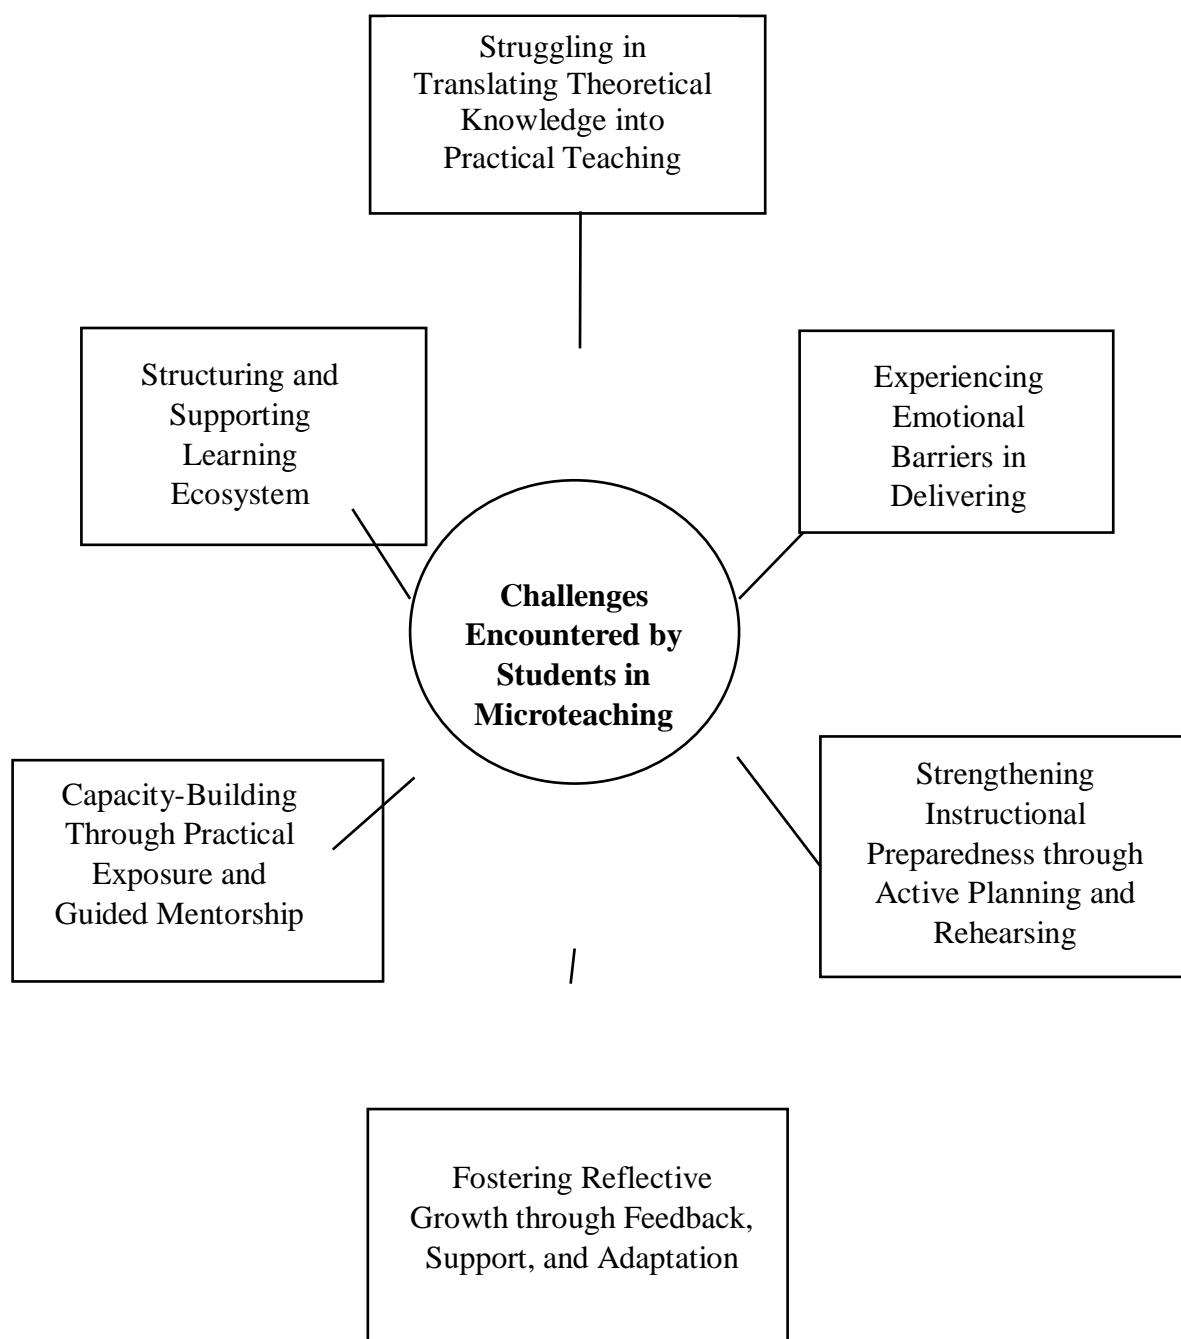 Struggling in
Translating Theoretical
Knowledge into
Practical Teaching
Structuring and
Supporting
Learning
Ecosystem
Experiencing
Emotional
Barriers in
Delivering
Challenges
Encountered by
Students in
Microteaching
Capacity-Building
Through Practical
Exposure and
Guided Mentorship
Strengthening
Instructional
Preparedness through
Active Planning and
Rehearsing
Fostering Reflective
Growth through Feedback,
Support, and Adaptation